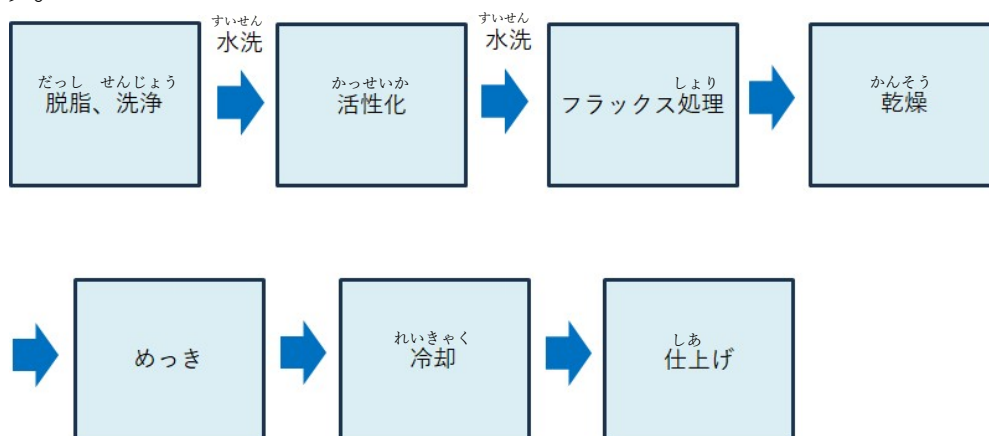 す。
すいせん
水洗
すいせん
水洗
だっし せんじょう
脱脂、洗浄
かっせいか
活性化
しょり
フラックス処理
かんそう
乾燥
めっき
れいきゃく
冷却
しあ
仕上げ